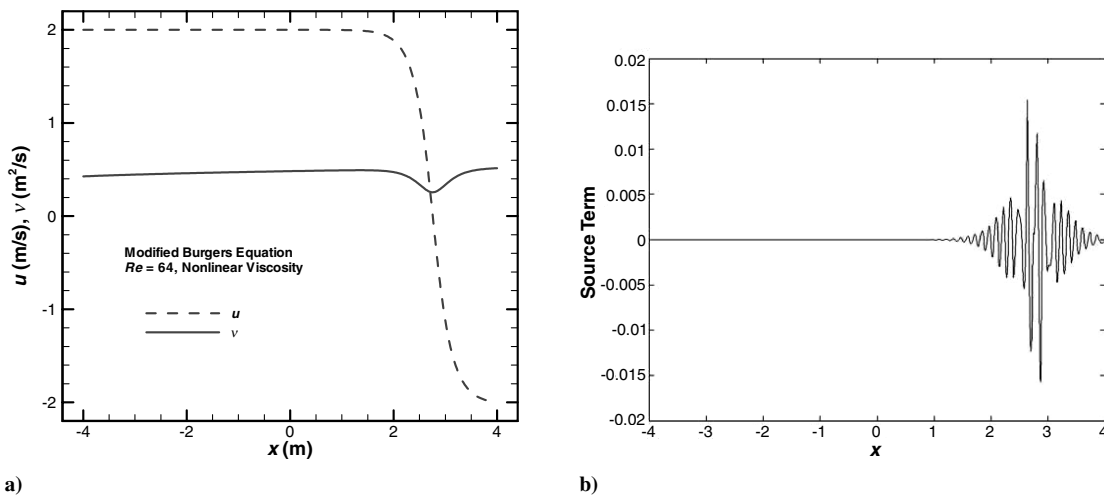 2
1
0
-1
-2
u (m/s), ν (m²/s)
Modified Burgers Equation
Re = 64, Nonlinear Viscosity
u
ν
-4
-2
0
2
4
x (m)
a)
0.02
0.015
0.01
0.005
0
-0.005
-0.01
-0.015
-0.02
Source Term
-4
-3
-2
-1
0
1
2
3
4
x
b)